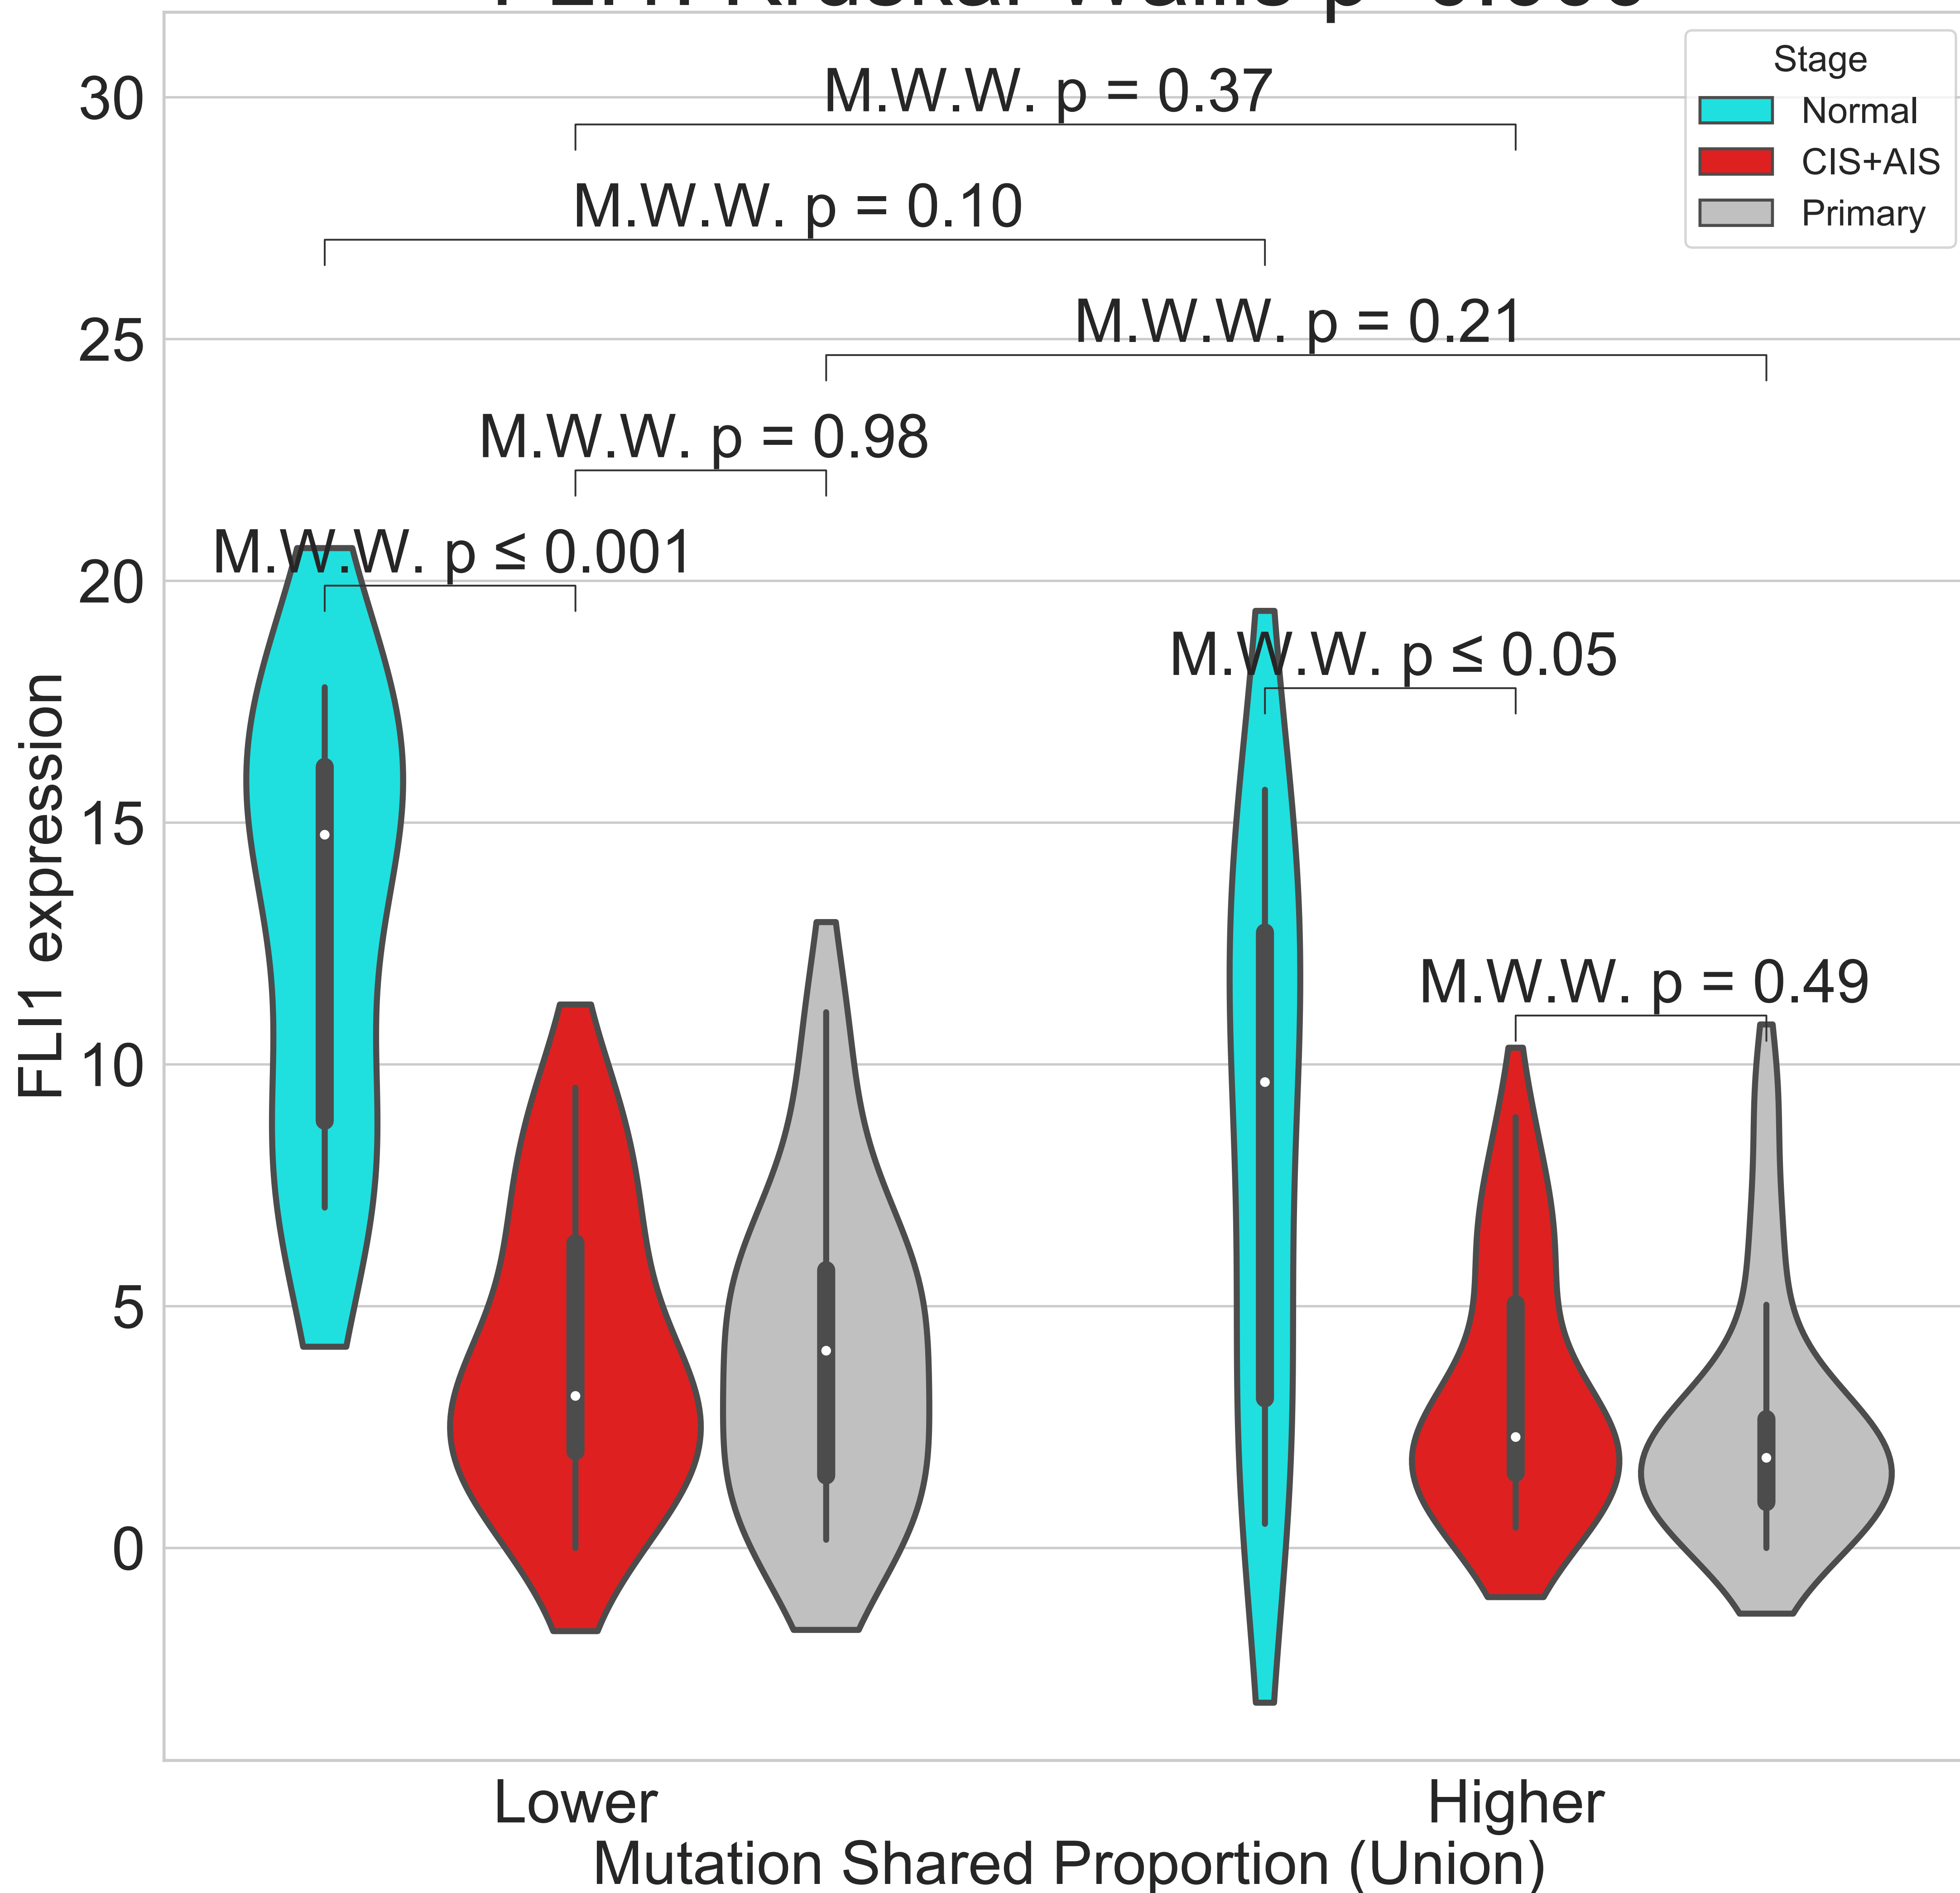 30
25
20
15
10
5
0
FLI1 expression
M.W.W. p = 0.37
M.W.W. p = 0.10
M.W.W. p = 0.21
M.W.W. p = 0.98
M.W.W. p ≤ 0.001
M.W.W. p ≤ 0.05
M.W.W. p = 0.49
Stage
Normal
CIS+AIS
Primary
Lower
Higher
Mutation Shared Proportion (Union)